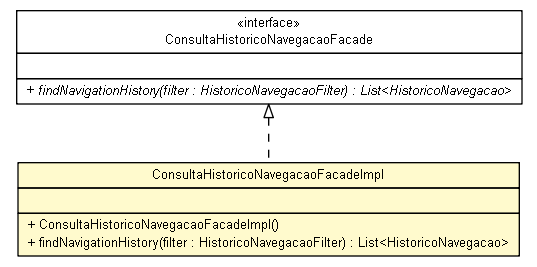 «interface»
ConsultaHistoricoNavegacaoFacade
+ findNavigationHistory(filter : HistoricoNavegacaoFilter) : List<HistoricoNavegacao>
ConsultaHistoricoNavegacaoFacadeImpl
+ ConsultaHistoricoNavegacaoFacadeImpl()
+ findNavigationHistory(filter : HistoricoNavegacaoFilter) : List<HistoricoNavegacao>